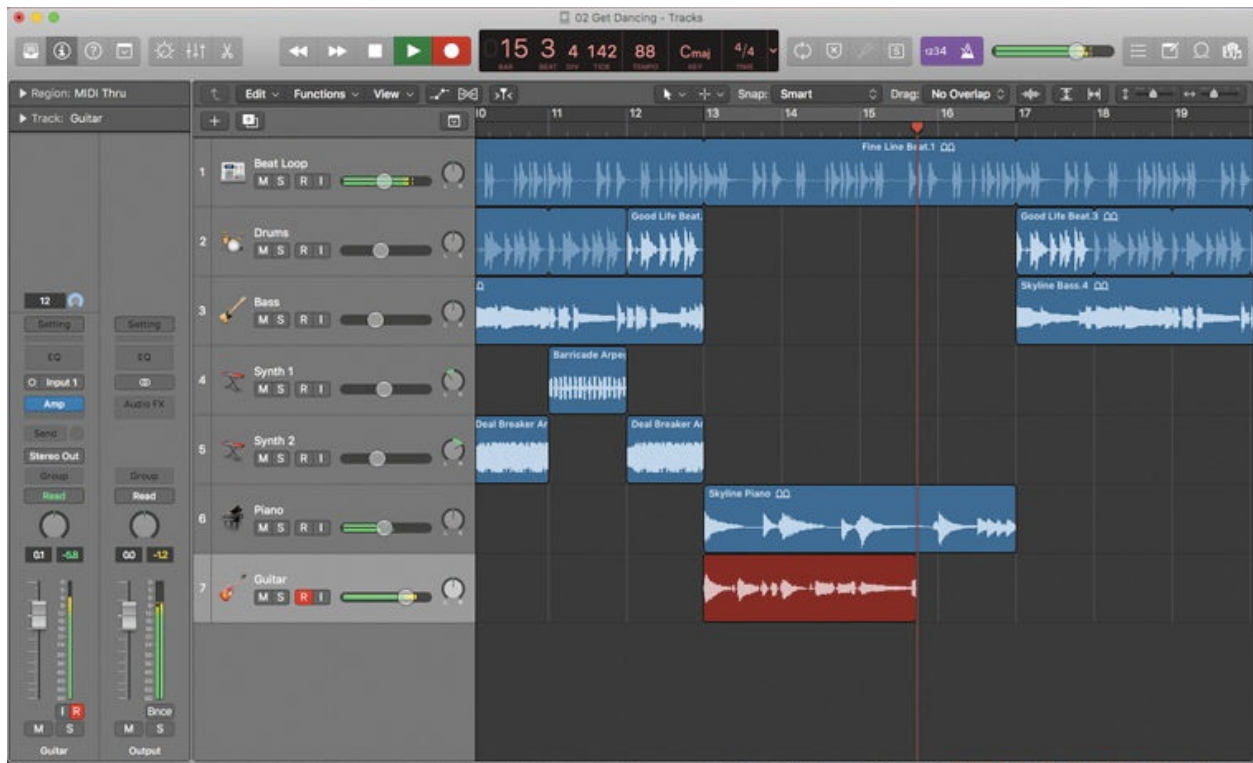 02 Get Dancing - Tracks
015 3 4 142 88 Cmaj 4/4
BAR BEAT DIV TICK TEMPO KEY TIME
S
1234
Region: MIDI Thru
Track: Guitar
Edit Functions View
Snap: Smart
Drag: No Overlap
10 11 12 13 14 15 16 17 18 19
1 Beat Loop
M S R I
Fine Line Beat.1
2 Drums
M S R I
Good Life Beat.
Good Life Beat.3
3 Bass
M S R I
Skyline Bass.4
4 Synth 1
M S R I
Barricade Arpe
5 Synth 2
M S R I
Deal Breaker Ar
Deal Breaker Ar
6 Piano
M S R I
Skyline Piano
7 Guitar
M S R I
12
Setting Setting
EQ EQ
Input 1
Amp Audio FX
Send
Stereo Out
Group Group
Read Read
0.1 -5.8 0.0 -1.2
I R Bnce
M S M S
Guitar Output